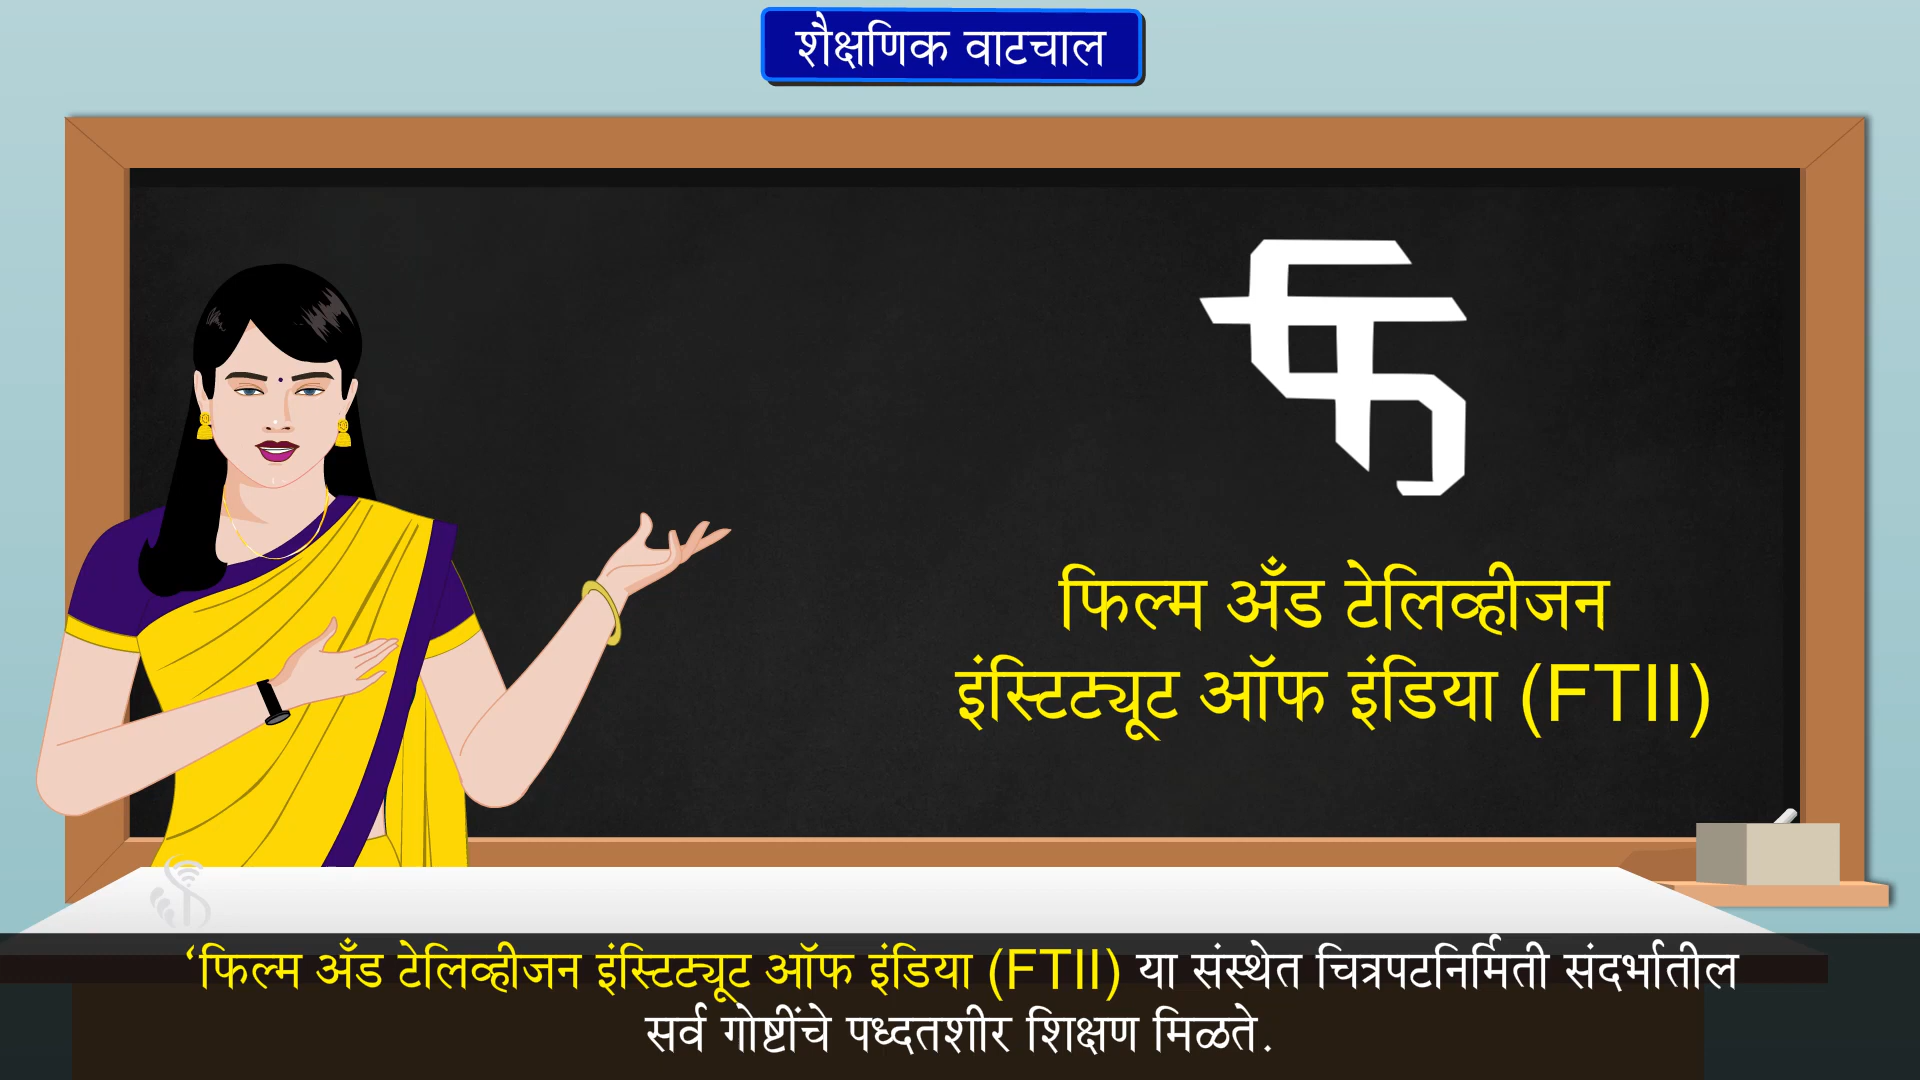 शैक्षणिक वाटचाल
फिल्म अँड टेलिव्हीजन
इंस्टिट्यूट ऑफ इंडिया (FTII)
‘फिल्म अँड टेलिव्हीजन इंस्टिट्यूट ऑफ इंडिया (FTII) या संस्थेत चित्रपटनिर्मिती संदर्भातील
सर्व गोष्टींचे पध्दतशीर शिक्षण मिळते.